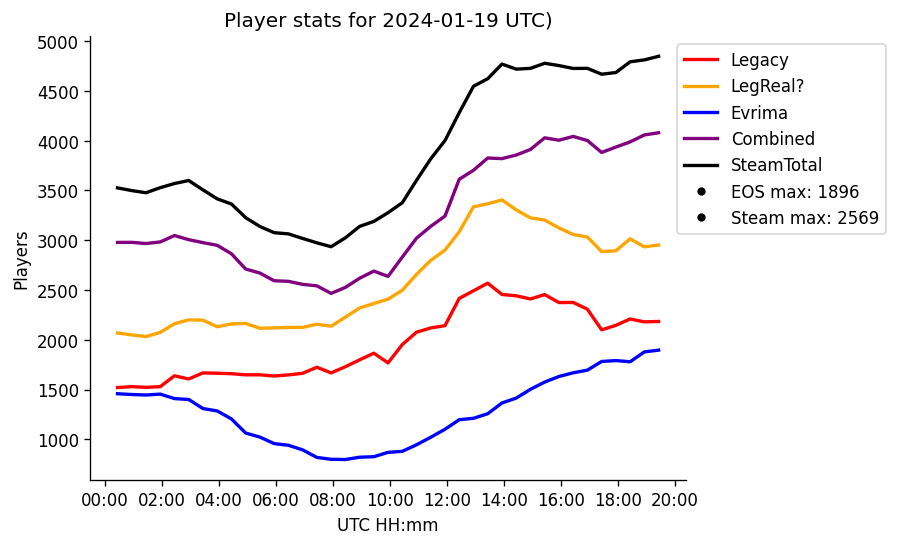 Player stats for 2024-01-19 UTC)
5000
4500
4000
3500
3000
2500
2000
1500
1000
Players
00:00 02:00 04:00 06:00 08:00 10:00 12:00 14:00 16:00 18:00 20:00
UTC HH:mm
Legacy
LegReal?
Evrima
Combined
SteamTotal
EOS max: 1896
Steam max: 2569